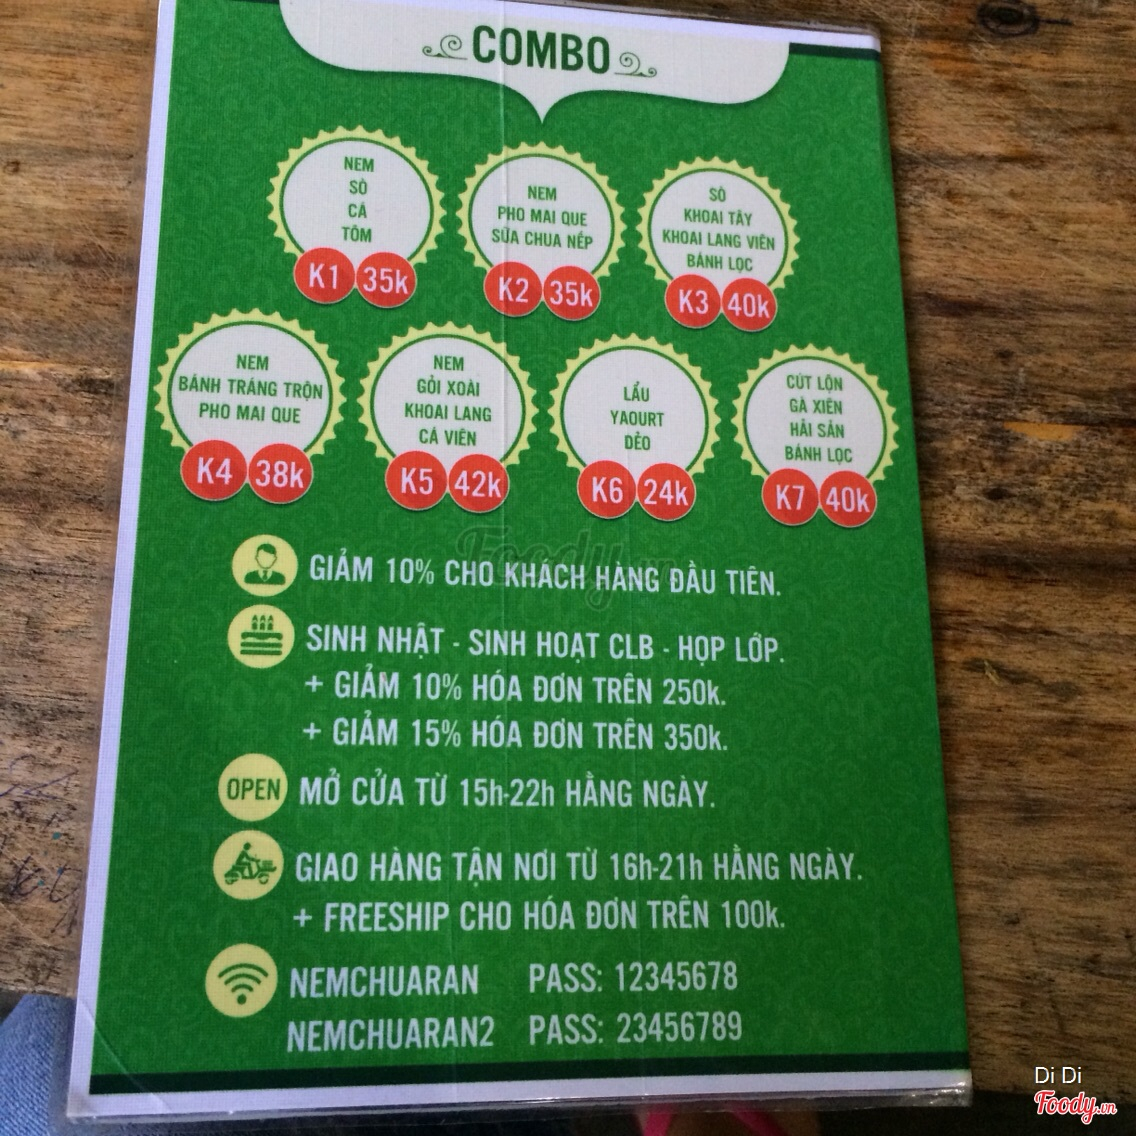 COMBO
NEM
SÒ
CÁ
TÔM
K1 35k
NEM
PHO MAI QUE
SỮA CHUA NẾP
K2 35k
SÒ
KHOAI TÂY
KHOAI LANG VIÊN
BÁNH LỌC
K3 40k
NEM
BÁNH TRÁNG TRỘN
PHO MAI QUE
K4 38k
NEM
GỎI XOÀI
KHOAI LANG
CÁ VIÊN
K5 42k
LẨU
YAOURT
DẺO
K6 24k
CÚT LỘN
GÀ XIÊN
HẢI SẢN
BÁNH LỌC
K7 40k
Foody.vn
GIẢM 10% CHO KHÁCH HÀNG ĐẦU TIÊN.
SINH NHẬT - SINH HOẠT CLB - HỌP LỚP.
+ GIẢM 10% HÓA ĐƠN TRÊN 250k.
+ GIẢM 15% HÓA ĐƠN TRÊN 350k.
OPEN MỞ CỬA TỪ 15h-22h HẰNG NGÀY.
GIAO HÀNG TẬN NƠI TỪ 16h-21h HẰNG NGÀY.
+ FREESHIP CHO HÓA ĐƠN TRÊN 100k.
NEMCHUARAN PASS: 12345678
NEMCHUARAN2 PASS: 23456789
Di Di
Foody.vn